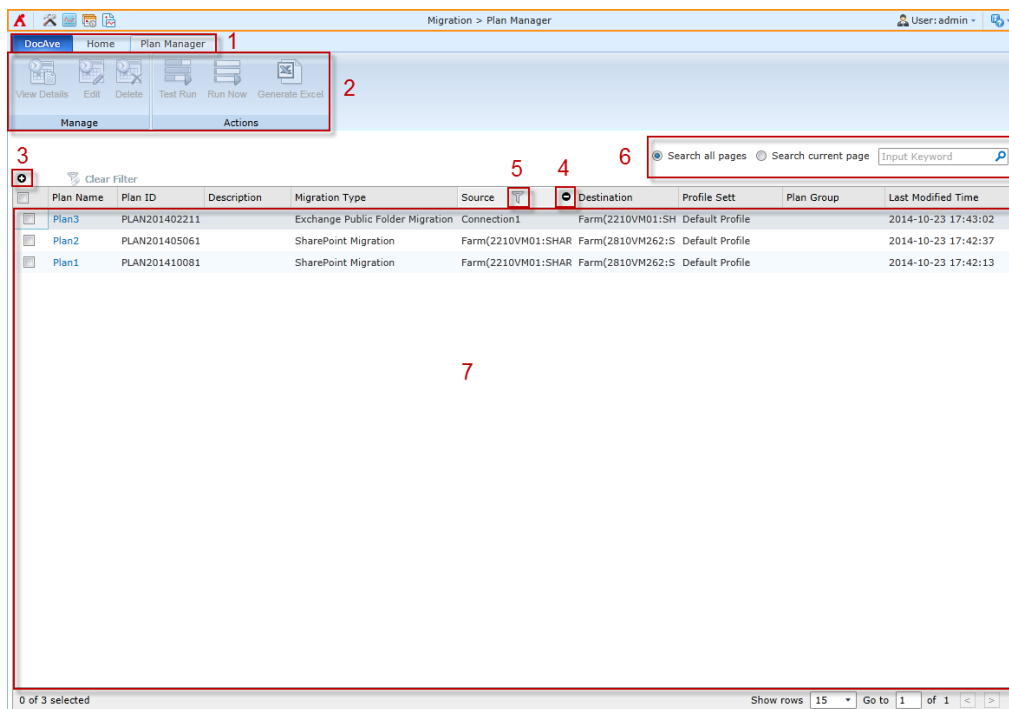 Migration > Plan Manager User: admin
DocAve Home Plan Manager 1
View Details Edit Delete Test Run Run Now Generate Excel 2
Manage Actions
6 Search all pages Search current page Input Keyword
3 5 4
Clear Filter
Plan Name Plan ID Description Migration Type Source Destination Profile Sett Plan Group Last Modified Time
Plan3 PLAN201402211 Exchange Public Folder Migration Connection1 Farm(2210VM01:SH Default Profile 2014-10-23 17:43:02
Plan2 PLAN201405061 SharePoint Migration Farm(2210VM01:SHAR Farm(2810VM262:S Default Profile 2014-10-23 17:42:37
Plan1 PLAN201410081 SharePoint Migration Farm(2210VM01:SHAR Farm(2810VM262:S Default Profile 2014-10-23 17:42:13
7
0 of 3 selected Show rows 15 Go to 1 of 1 < >